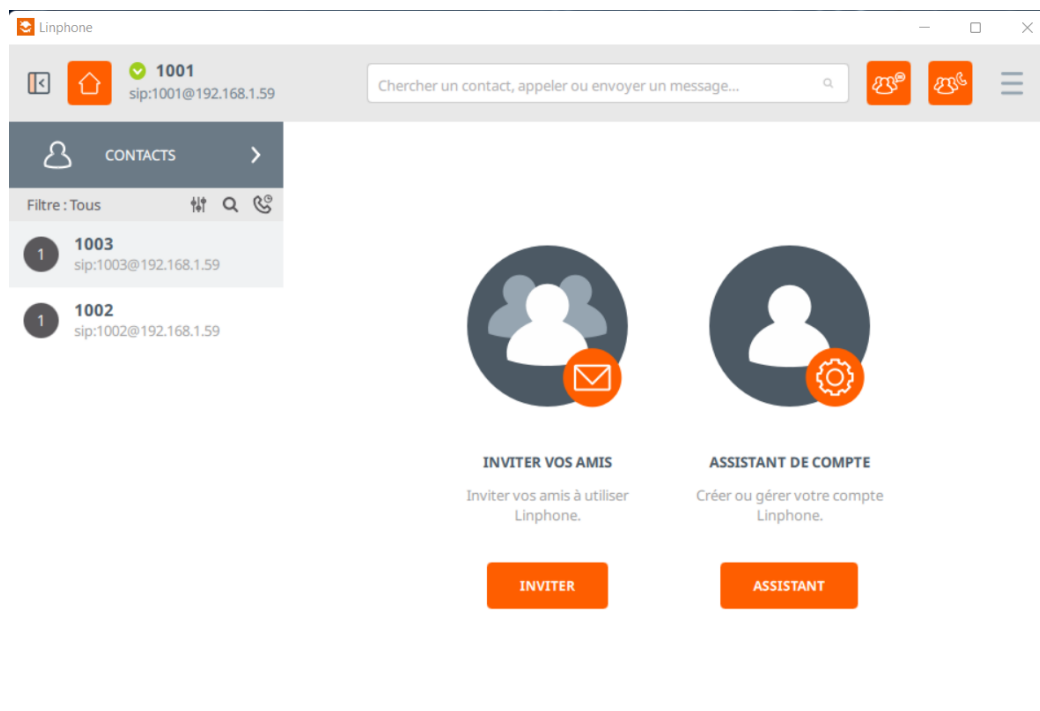 Linphone
1001
sip:1001@192.168.1.59
Chercher un contact, appeler ou envoyer un message...
CONTACTS
Filtre : Tous
1
1003
sip:1003@192.168.1.59
1
1002
sip:1002@192.168.1.59
INVITER VOS AMIS
Inviter vos amis à utiliser
Linphone.
INVITER
ASSISTANT DE COMPTE
Créer ou gérer votre compte
Linphone.
ASSISTANT